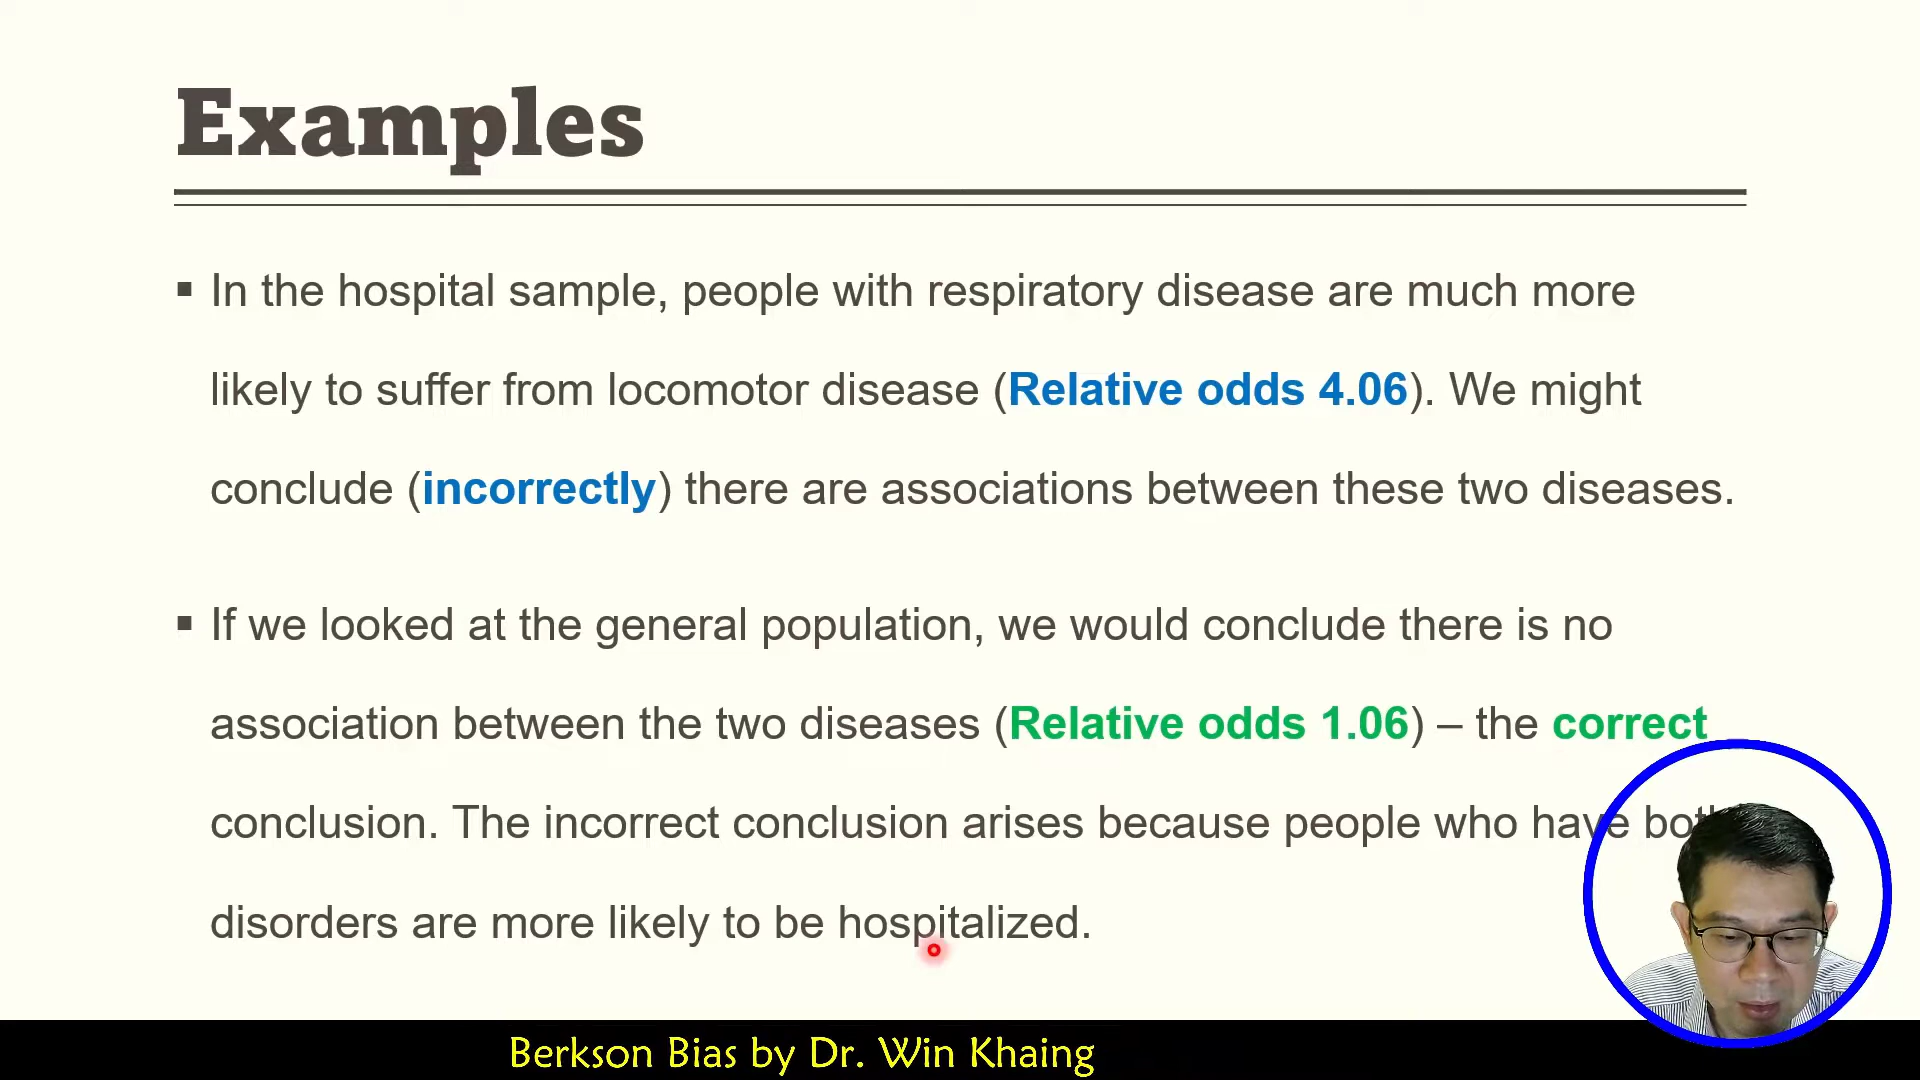 Examples
▪ In the hospital sample, people with respiratory disease are much more
likely to suffer from locomotor disease (Relative odds 4.06). We might
conclude (incorrectly) there are associations between these two diseases.
▪ If we looked at the general population, we would conclude there is no
association between the two diseases (Relative odds 1.06) – the correct
conclusion. The incorrect conclusion arises because people who have both
disorders are more likely to be hospitalized.
Berkson Bias by Dr. Win Khaing